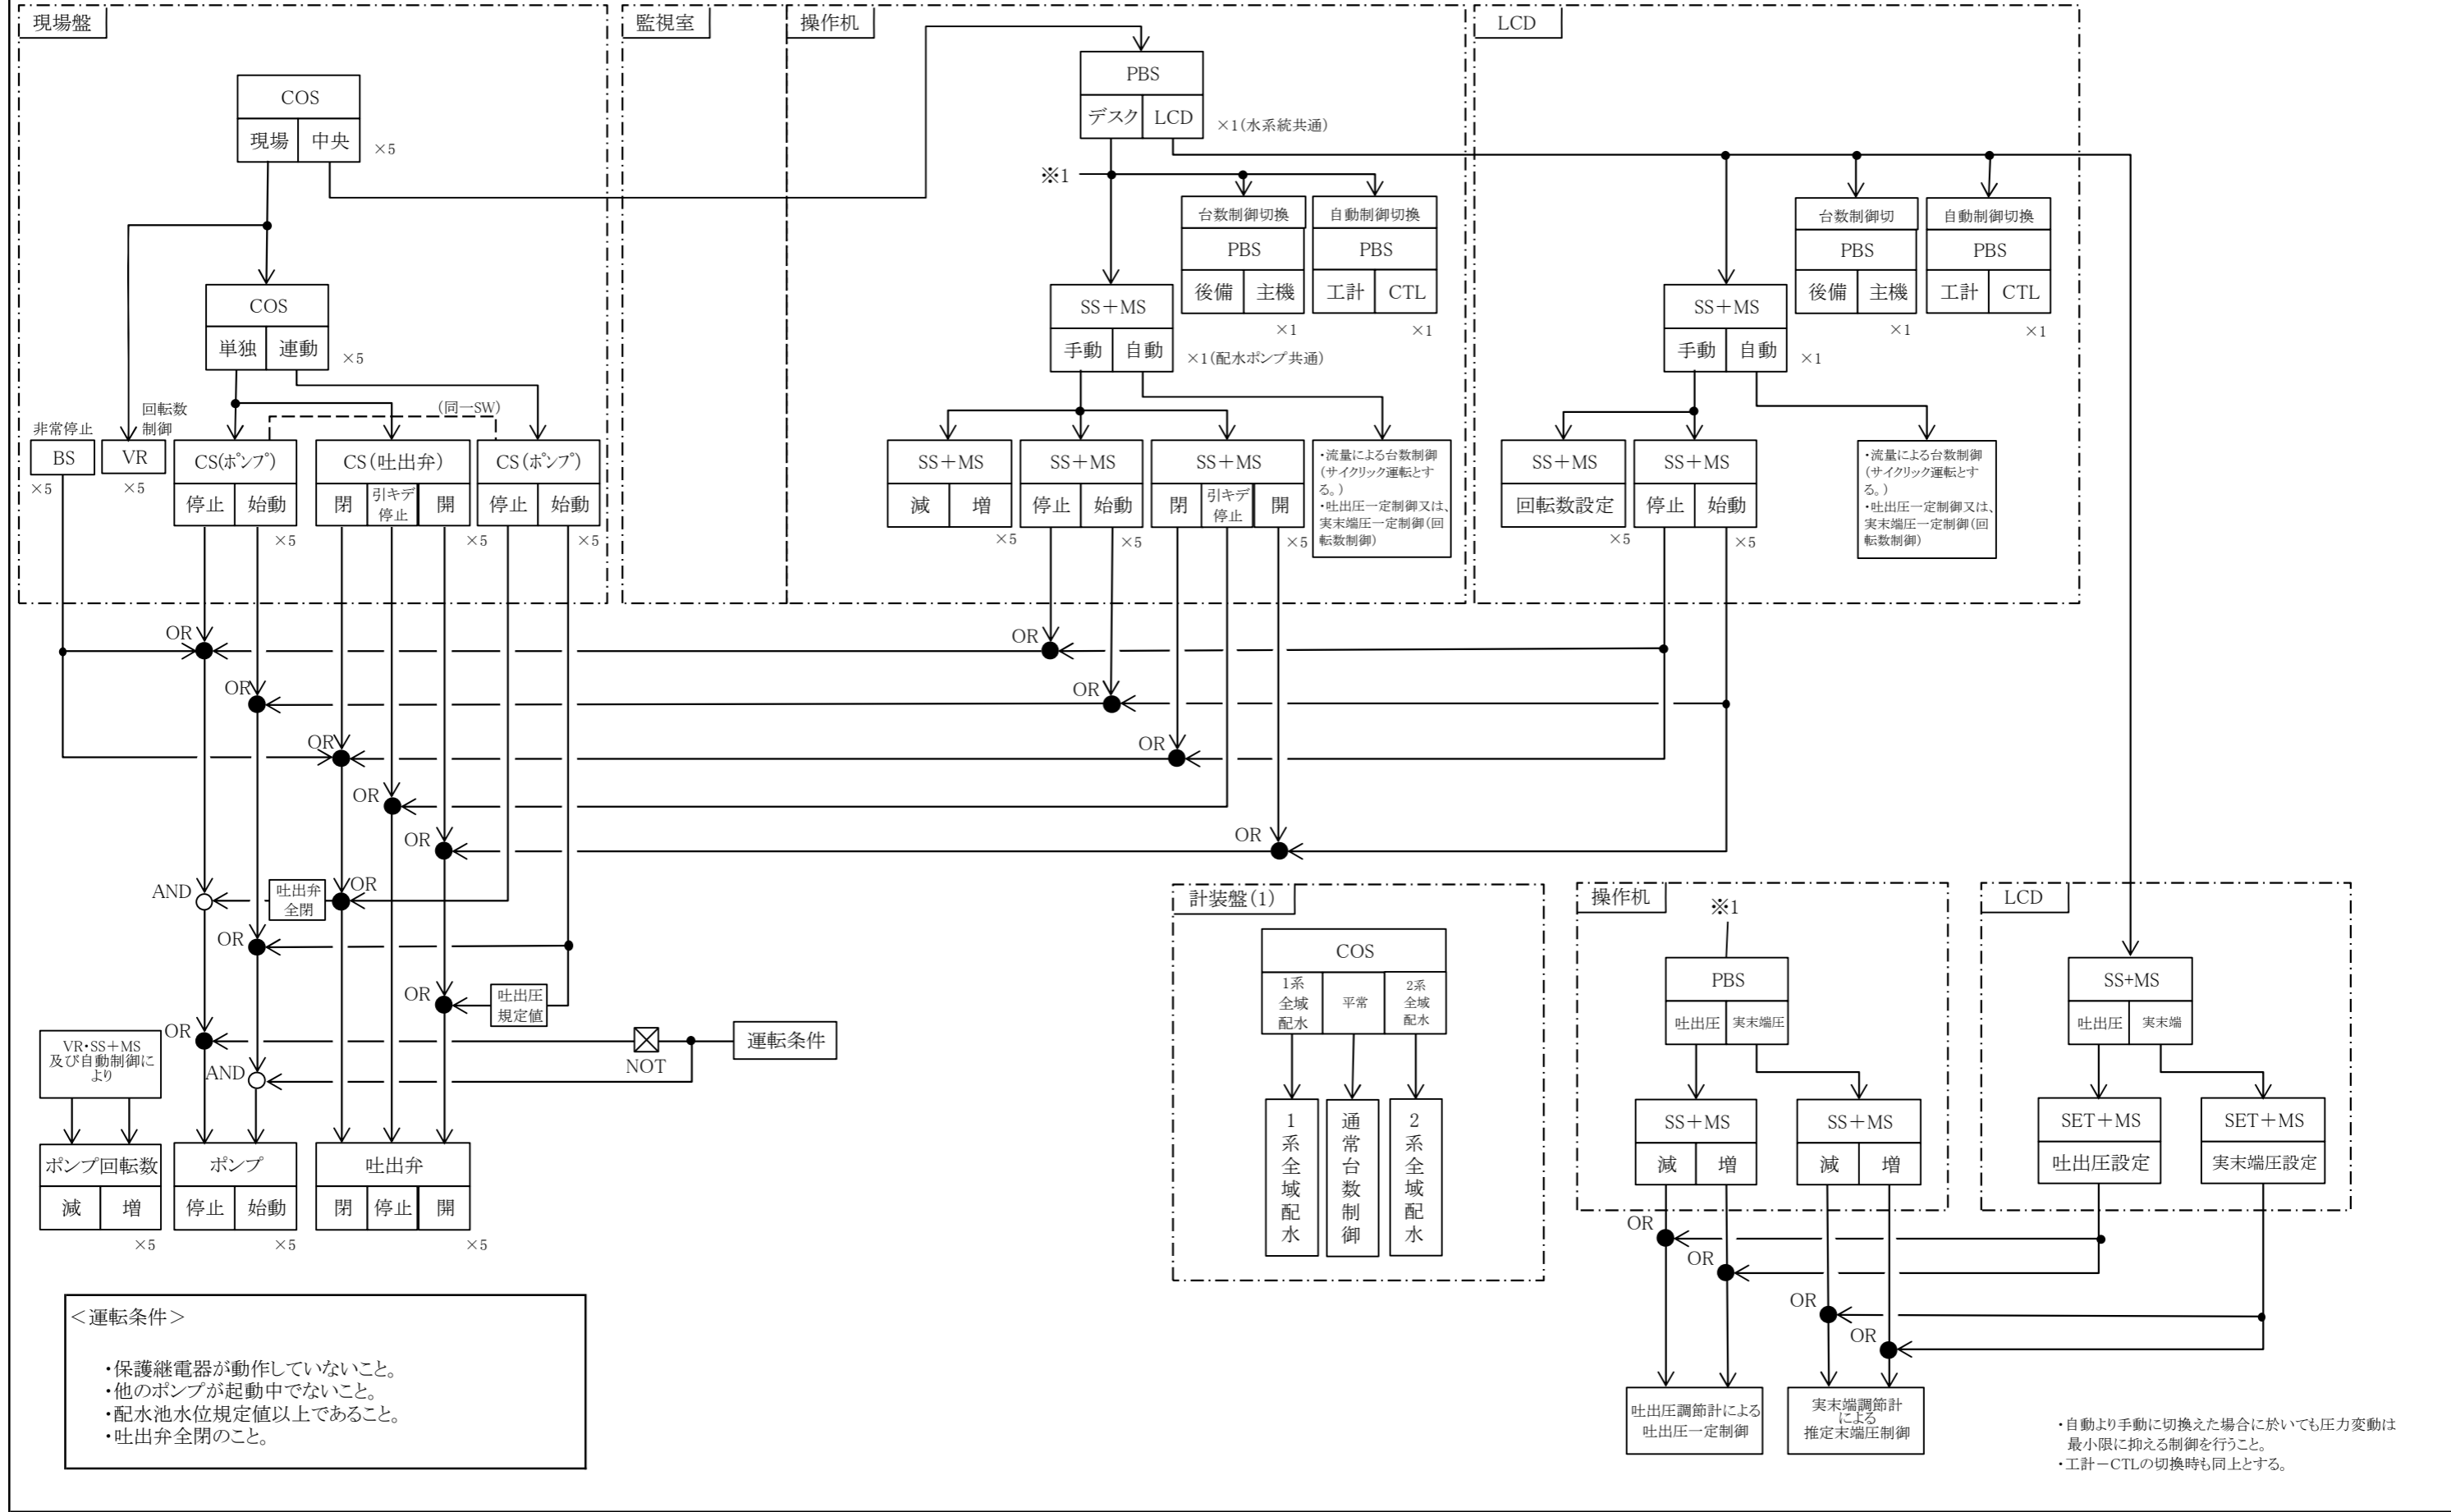 現場盤
監視室
操作机
LCD
COS
現場 中央
×5
COS
単独 連動
×5
非常停止
BS
×5
回転数
制御
VR
×5
(同一SW)
CS(ポンプ)
停止 始動
×5
CS(吐出弁)
閉 引キデ停止 開
×5
CS(ポンプ)
停止 始動
×5
PBS
デスク LCD
×1(水系統共通)
※1
台数制御切換
PBS
後備 主機
×1
自動制御切換
PBS
工計 CTL
×1
SS+MS
手動 自動
×1(配水ポンプ共通)
SS+MS
減 増
×5
SS+MS
停止 始動
×5
SS+MS
閉 引キデ停止 開
×5
・流量による台数制御
(サイクリック運転とす
る。)
・吐出圧一定制御又は、
実末端圧一定制御(回
転数制御)
台数制御切
PBS
後備 主機
×1
自動制御切換
PBS
工計 CTL
×1
SS+MS
手動 自動
×1
SS+MS
回転数設定
×5
SS+MS
停止 始動
×5
・流量による台数制御
(サイクリック運転とす
る。)
・吐出圧一定制御又は、
実末端圧一定制御(回
転数制御)
OR
OR
OR
OR
OR
OR
OR
OR
OR
AND
吐出弁
全閉
OR
OR
OR
吐出圧
規定値
OR
NOT
運転条件
AND
VR・SS+MS
及び自動制御に
より
ポンプ回転数
減 増
×5
ポンプ
停止 始動
×5
吐出弁
閉 停止 開
×5
<運転条件>
・保護継電器が動作していないこと。
・他のポンプが起動中でないこと。
・配水池水位規定値以上であること。
・吐出弁全閉のこと。
計装盤(1)
COS
1系
全域
配水
平常
2系
全域
配水
1系全域配水
通常台数制御
2系全域配水
操作机
※1
PBS
吐出圧 実末端圧
SS+MS
減 増
SS+MS
減 増
LCD
SS+MS
吐出圧 実末端
SET+MS
吐出圧設定
SET+MS
実末端圧設定
OR
OR
OR
OR
吐出圧調節計による
吐出圧一定制御
実末端調節計
による
推定末端圧制御
・自動より手動に切換えた場合に於いても圧力変動は
最小限に抑える制御を行うこと。
・工計-CTLの切換時も同上とする。